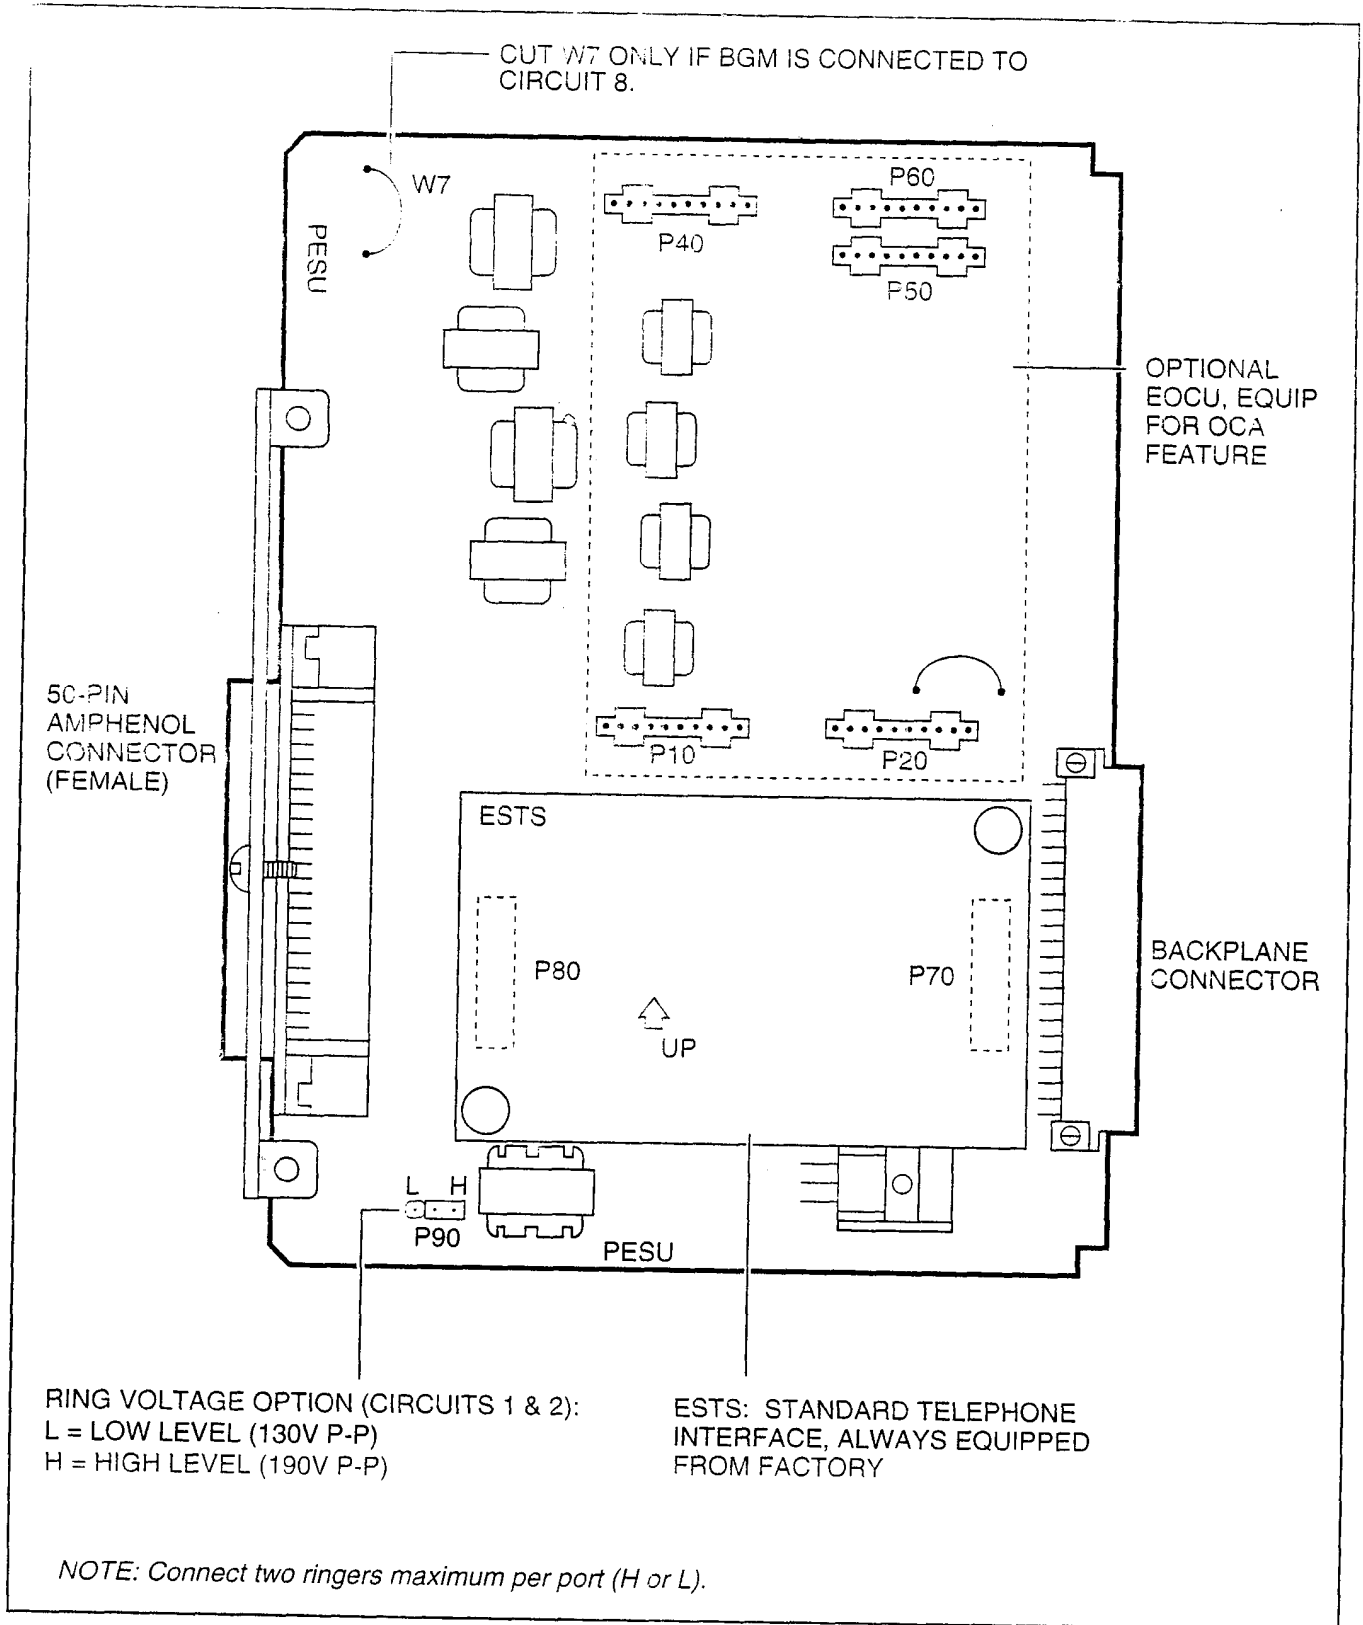 CUT W7 ONLY IF BGM IS CONNECTED TO
CIRCUIT 8.
W7
PESU
P40
P60
P50
OPTIONAL
EOCU, EQUIP
FOR OCA
FEATURE
50-PIN
AMPHENOL
CONNECTOR
(FEMALE)
P10
P20
ESTS
P80
P70
UP
BACKPLANE
CONNECTOR
L H
P90
PESU
RING VOLTAGE OPTION (CIRCUITS 1 & 2):
L = LOW LEVEL (130V P-P)
H = HIGH LEVEL (190V P-P)
ESTS: STANDARD TELEPHONE
INTERFACE, ALWAYS EQUIPPED
FROM FACTORY
NOTE: Connect two ringers maximum per port (H or L).